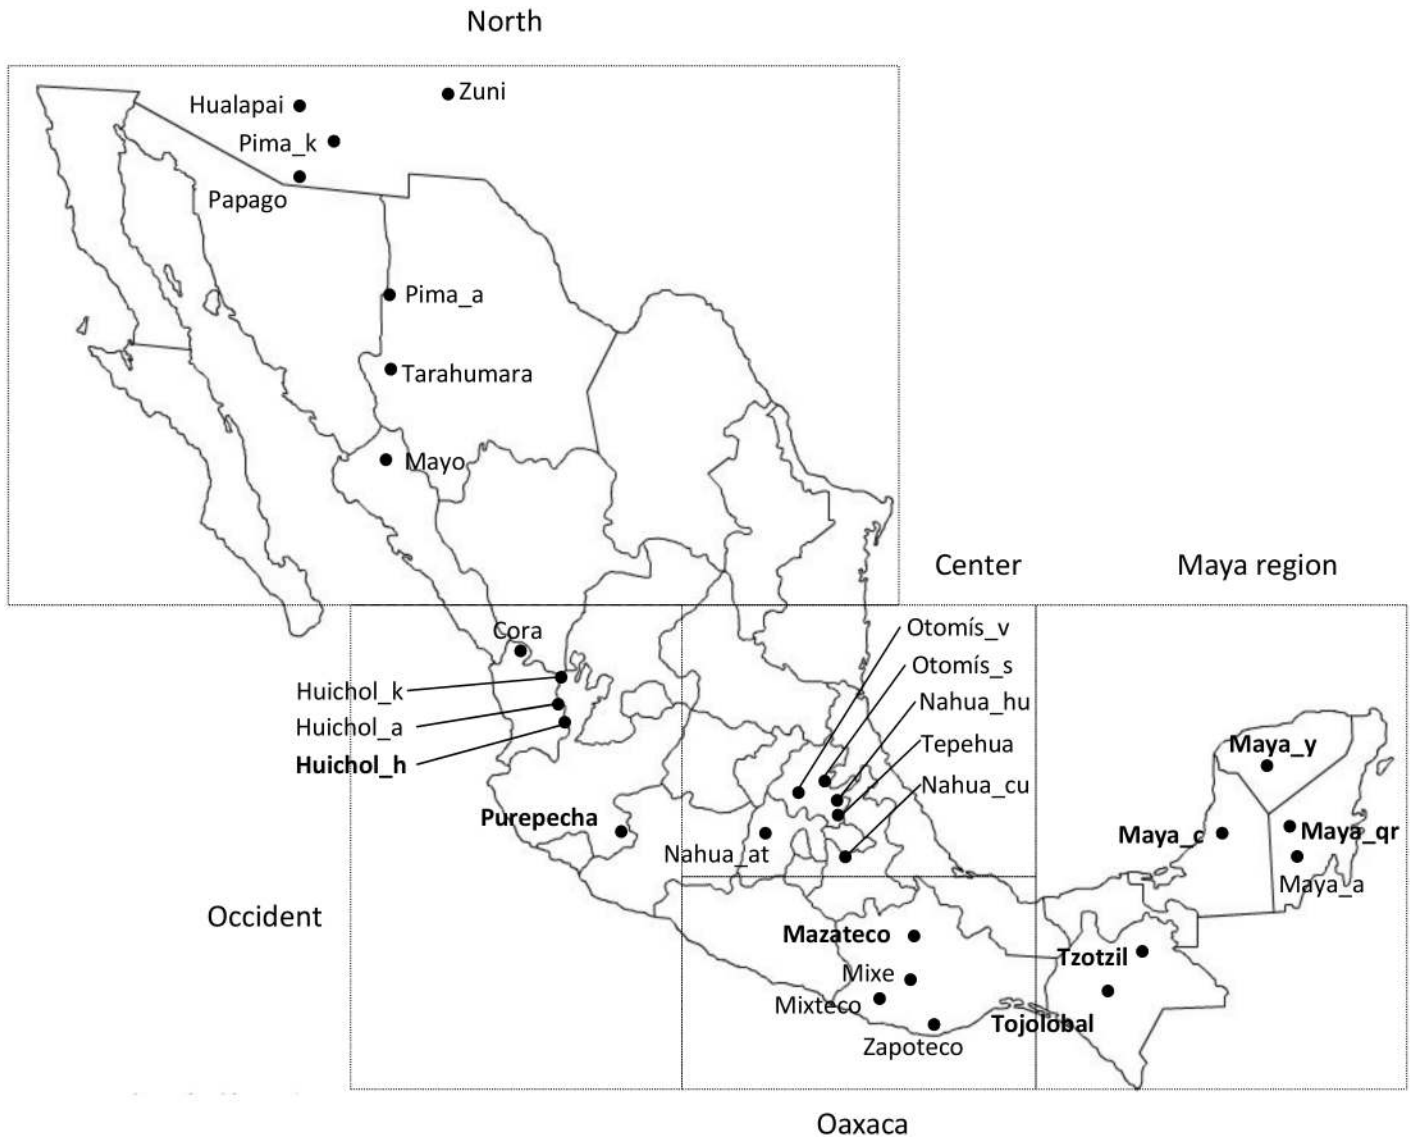 North
Zuni
Hualapai
Pima_k
Papago
Pima_a
Tarahumara
Mayo
Center
Maya region
Cora
Otomís_v
Otomís_s
Huichol_k
Nahua_hu
Huichol_a
Tepehua
Maya_y
Huichol_h
Nahua_cu
Purepecha
Maya_c
Maya_qr
Nahua_at
Maya_a
Occident
Mazateco
Tzotzil
Mixe
Mixteco
Tojolobal
Zapoteco
Oaxaca